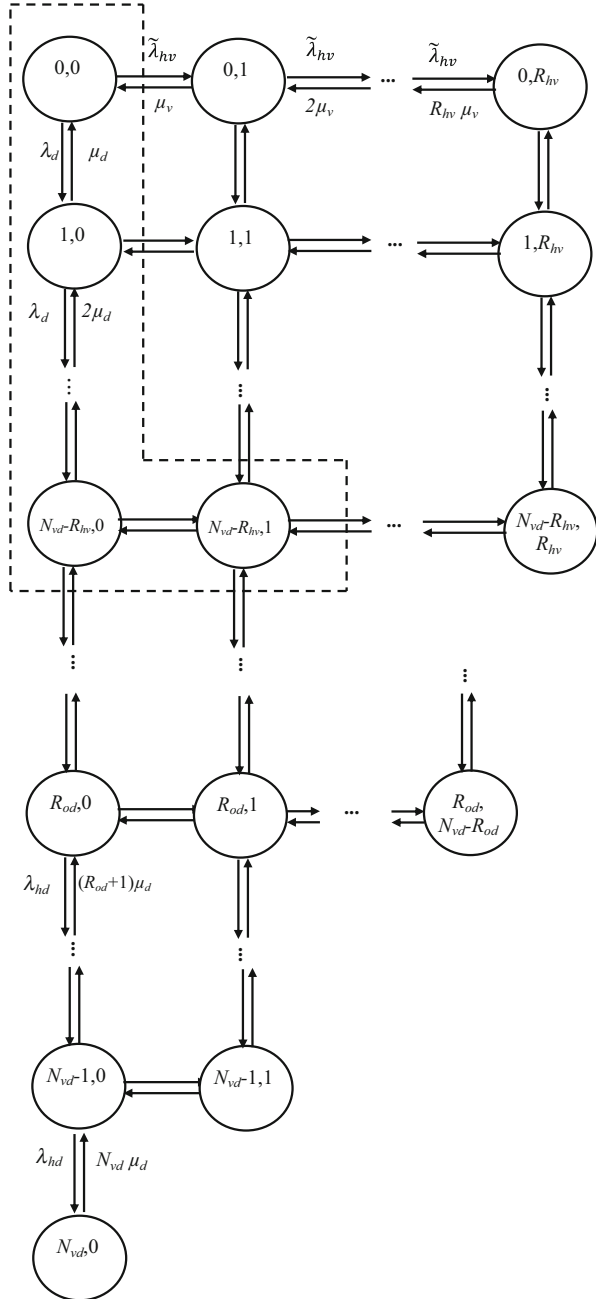 0,0 λ̃hv 0,1 λ̃hv ... λ̃hv 0,Rhv
μv 2μv Rhv μv
λd μd
1,0 1,1 ... 1,Rhv
λd 2μd
... ... ...
Nvd-Rhv,0 Nvd-Rhv,1 ... Nvd-Rhv,
Rhv
... ... ...
Rod,0 Rod,1 ... Rod,
Nvd-Rod
λhd (Rod+1)μd
... ...
Nvd-1,0 Nvd-1,1
λhd Nvd μd
Nvd,0